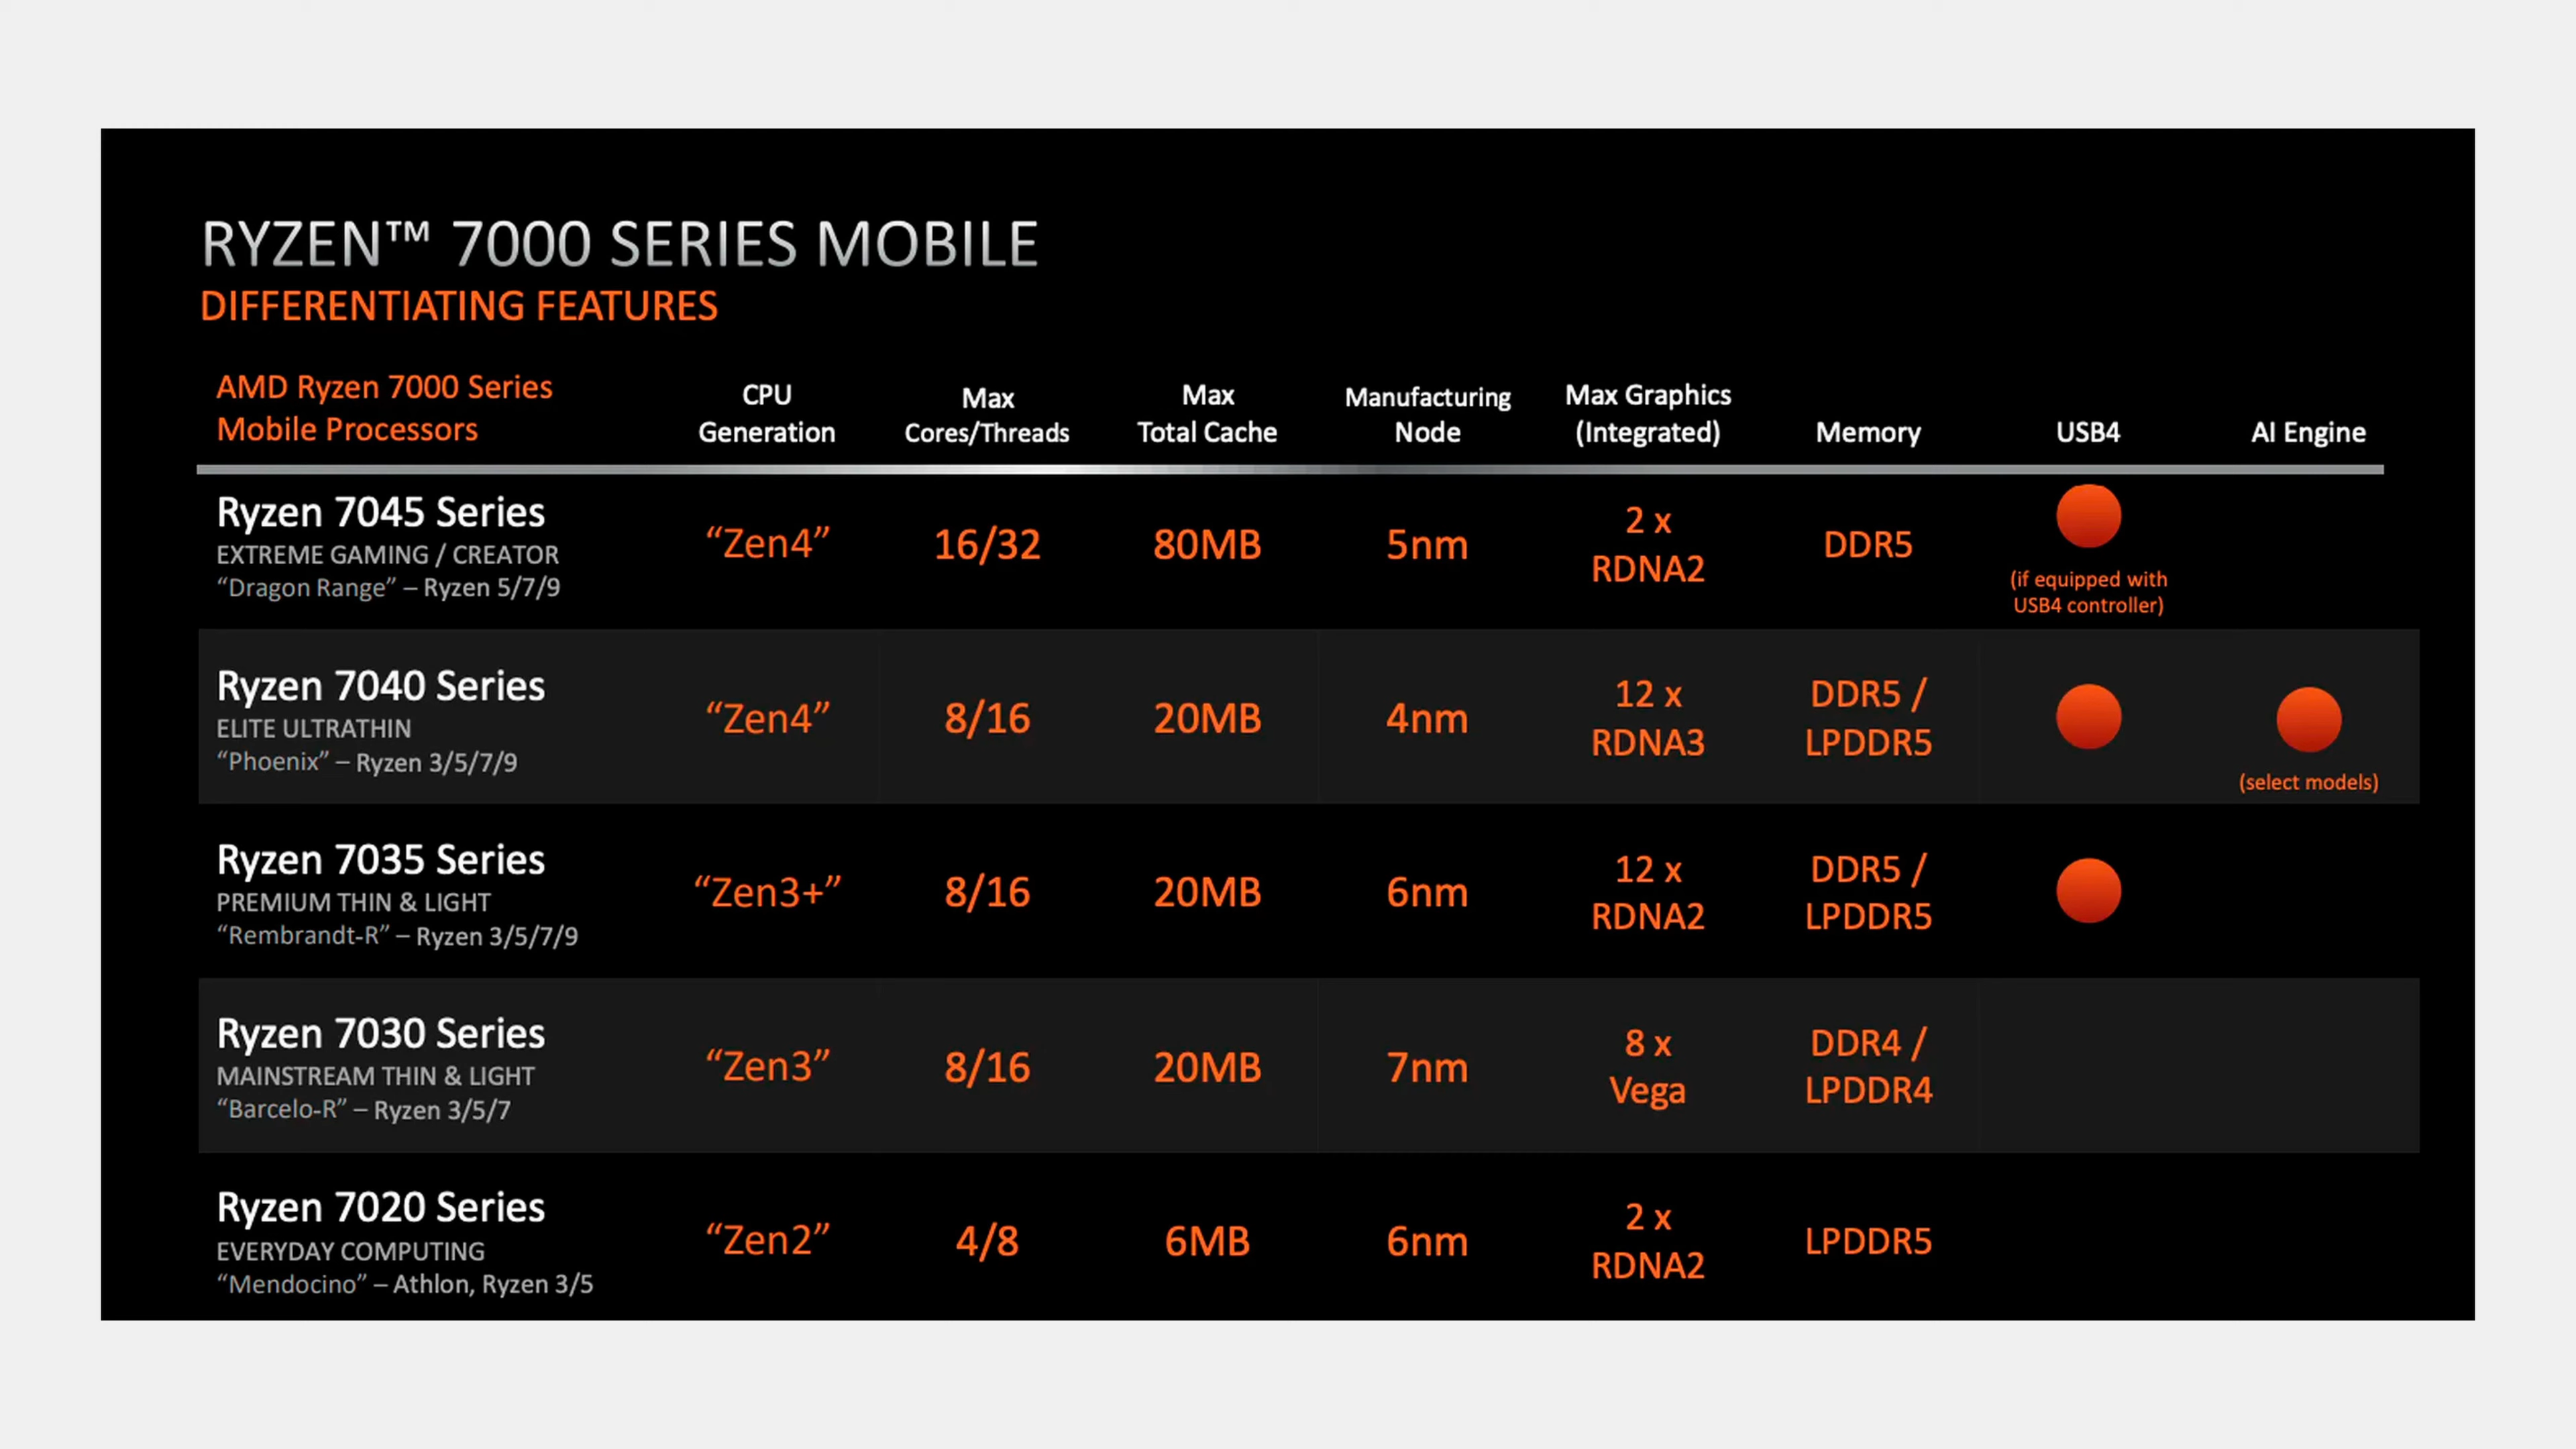 RYZEN™ 7000 SERIES MOBILE
DIFFERENTIATING FEATURES
AMD Ryzen 7000 Series
Mobile Processors
CPU
Generation
Max
Cores/Threads
Max
Total Cache
Manufacturing
Node
Max Graphics
(Integrated)
Memory
USB4
AI Engine
Ryzen 7045 Series
EXTREME GAMING / CREATOR
“Dragon Range” – Ryzen 5/7/9
“Zen4”
16/32
80MB
5nm
2 x
RDNA2
DDR5
(if equipped with
USB4 controller)
Ryzen 7040 Series
ELITE ULTRATHIN
“Phoenix” – Ryzen 3/5/7/9
“Zen4”
8/16
20MB
4nm
12 x
RDNA3
DDR5 /
LPDDR5
(select models)
Ryzen 7035 Series
PREMIUM THIN & LIGHT
“Rembrandt-R” – Ryzen 3/5/7/9
“Zen3+”
8/16
20MB
6nm
12 x
RDNA2
DDR5 /
LPDDR5
Ryzen 7030 Series
MAINSTREAM THIN & LIGHT
“Barcelo-R” – Ryzen 3/5/7
“Zen3”
8/16
20MB
7nm
8 x
Vega
DDR4 /
LPDDR4
Ryzen 7020 Series
EVERYDAY COMPUTING
“Mendocino” – Athlon, Ryzen 3/5
“Zen2”
4/8
6MB
6nm
2 x
RDNA2
LPDDR5